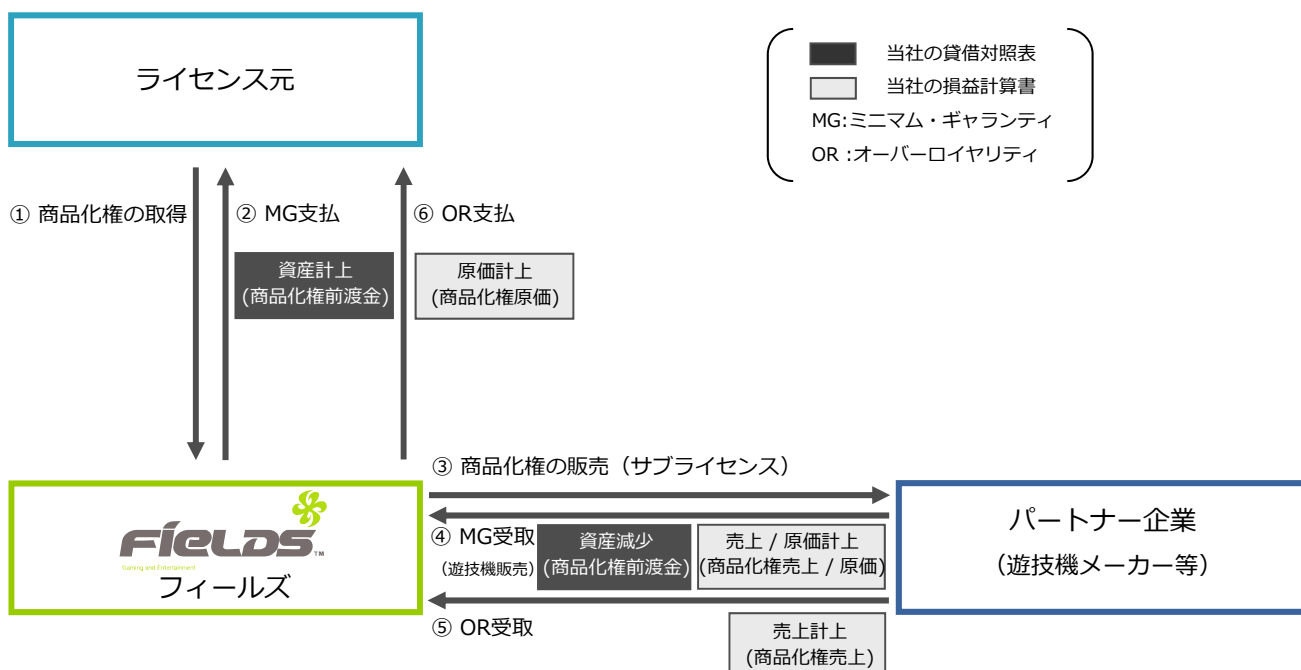 ライセンス元
当社の貸借対照表
当社の損益計算書
MG:ミニマム・ギャランティ
OR :オーバーロイヤリティ
① 商品化権の取得
② MG支払
⑥ OR支払
資産計上
(商品化権前渡金)
原価計上
(商品化権原価)
③ 商品化権の販売（サブライセンス）
FIELDS™
Gaming and Entertainment
フィールズ
④ MG受取
(遊技機販売)
資産減少
(商品化権前渡金)
売上 / 原価計上
(商品化権売上 / 原価)
パートナー企業
（遊技機メーカー等）
⑤ OR受取
売上計上
(商品化権売上)